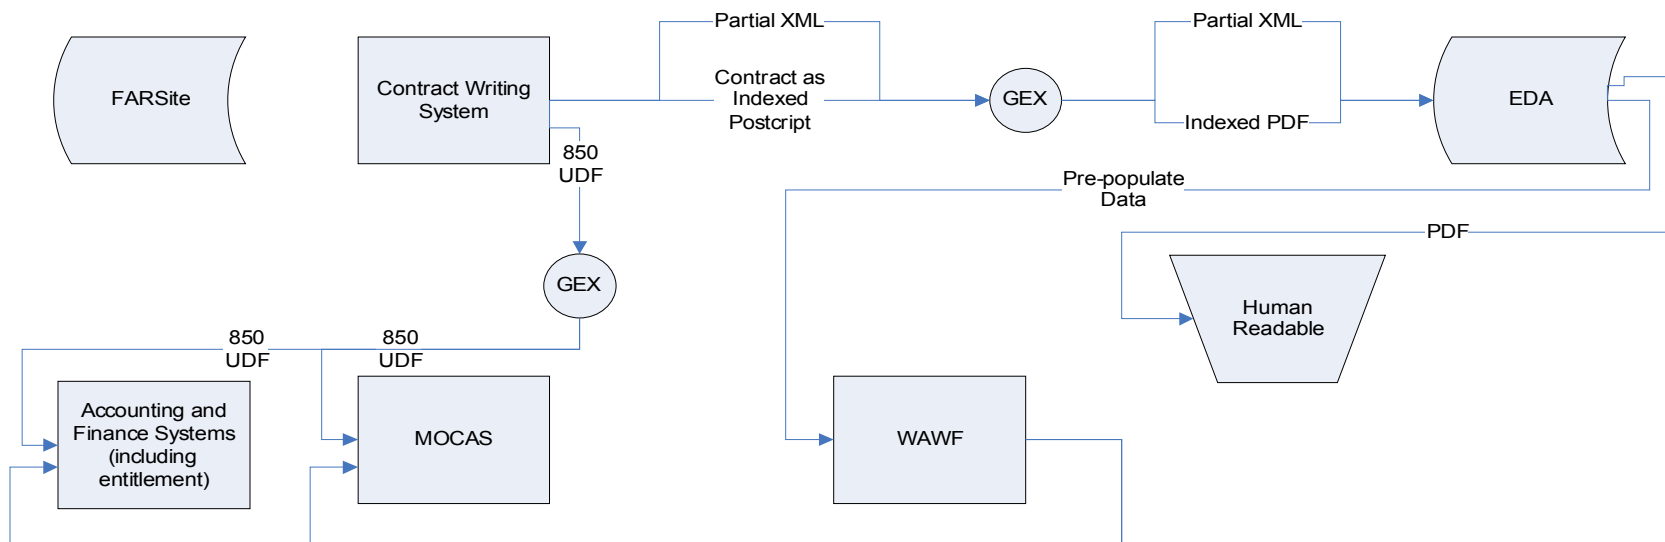 Partial XML
Partial XML
FARSite
Contract Writing
System
Contract as
Indexed
Postcript
GEX
Indexed PDF
EDA
850
UDF
Pre-populate
Data
PDF
GEX
Human
Readable
850
UDF
850
UDF
Accounting and
Finance Systems
(including
entitlement)
MOCAS
WAWF